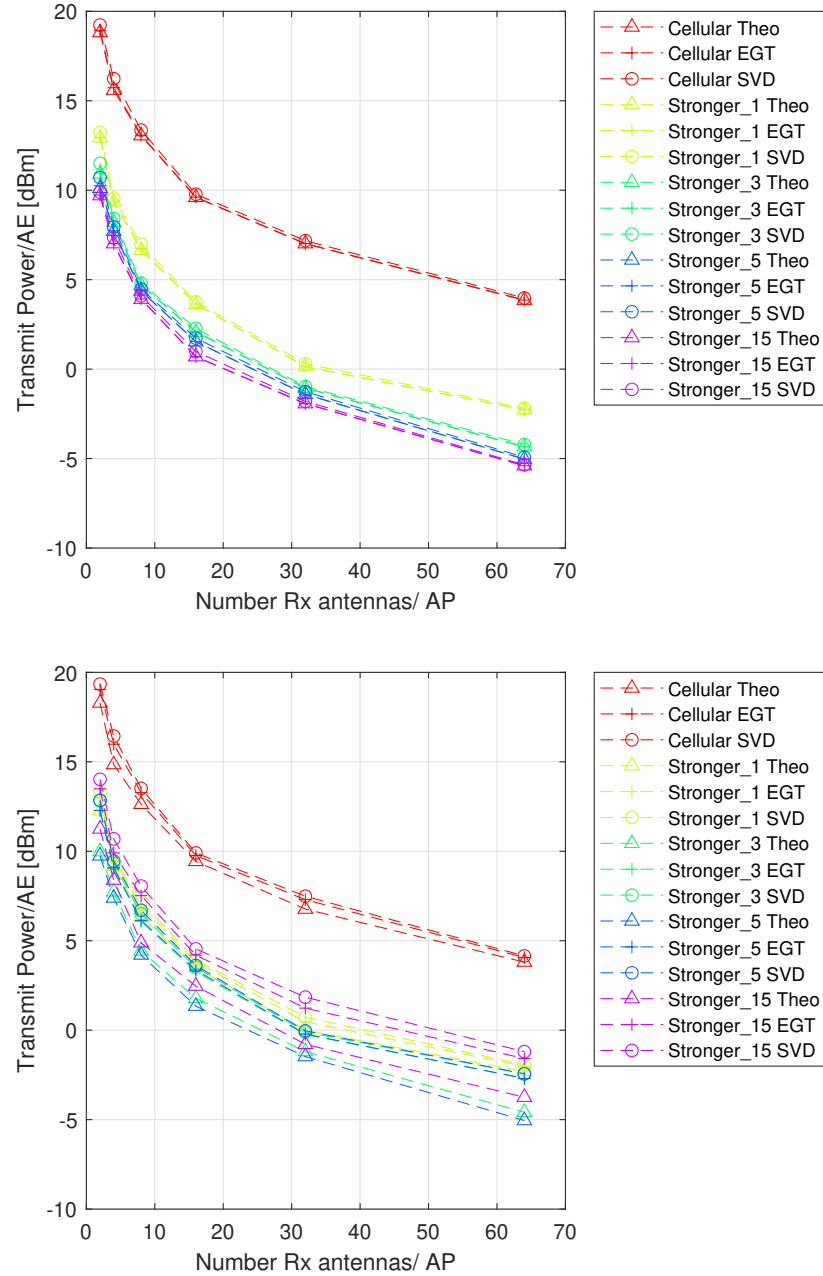 20
15
10
5
0
-5
-10
0 10 20 30 40 50 60 70
Transmit Power/AE [dBm]
Number Rx antennas/ AP
Cellular Theo
Cellular EGT
Cellular SVD
Stronger_1 Theo
Stronger_1 EGT
Stronger_1 SVD
Stronger_3 Theo
Stronger_3 EGT
Stronger_3 SVD
Stronger_5 Theo
Stronger_5 EGT
Stronger_5 SVD
Stronger_15 Theo
Stronger_15 EGT
Stronger_15 SVD
20
15
10
5
0
-5
-10
0 10 20 30 40 50 60 70
Transmit Power/AE [dBm]
Number Rx antennas/ AP
Cellular Theo
Cellular EGT
Cellular SVD
Stronger_1 Theo
Stronger_1 EGT
Stronger_1 SVD
Stronger_3 Theo
Stronger_3 EGT
Stronger_3 SVD
Stronger_5 Theo
Stronger_5 EGT
Stronger_5 SVD
Stronger_15 Theo
Stronger_15 EGT
Stronger_15 SVD